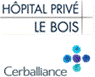 HÔPITAL PRIVÉ
LE BOIS
Cerballiance